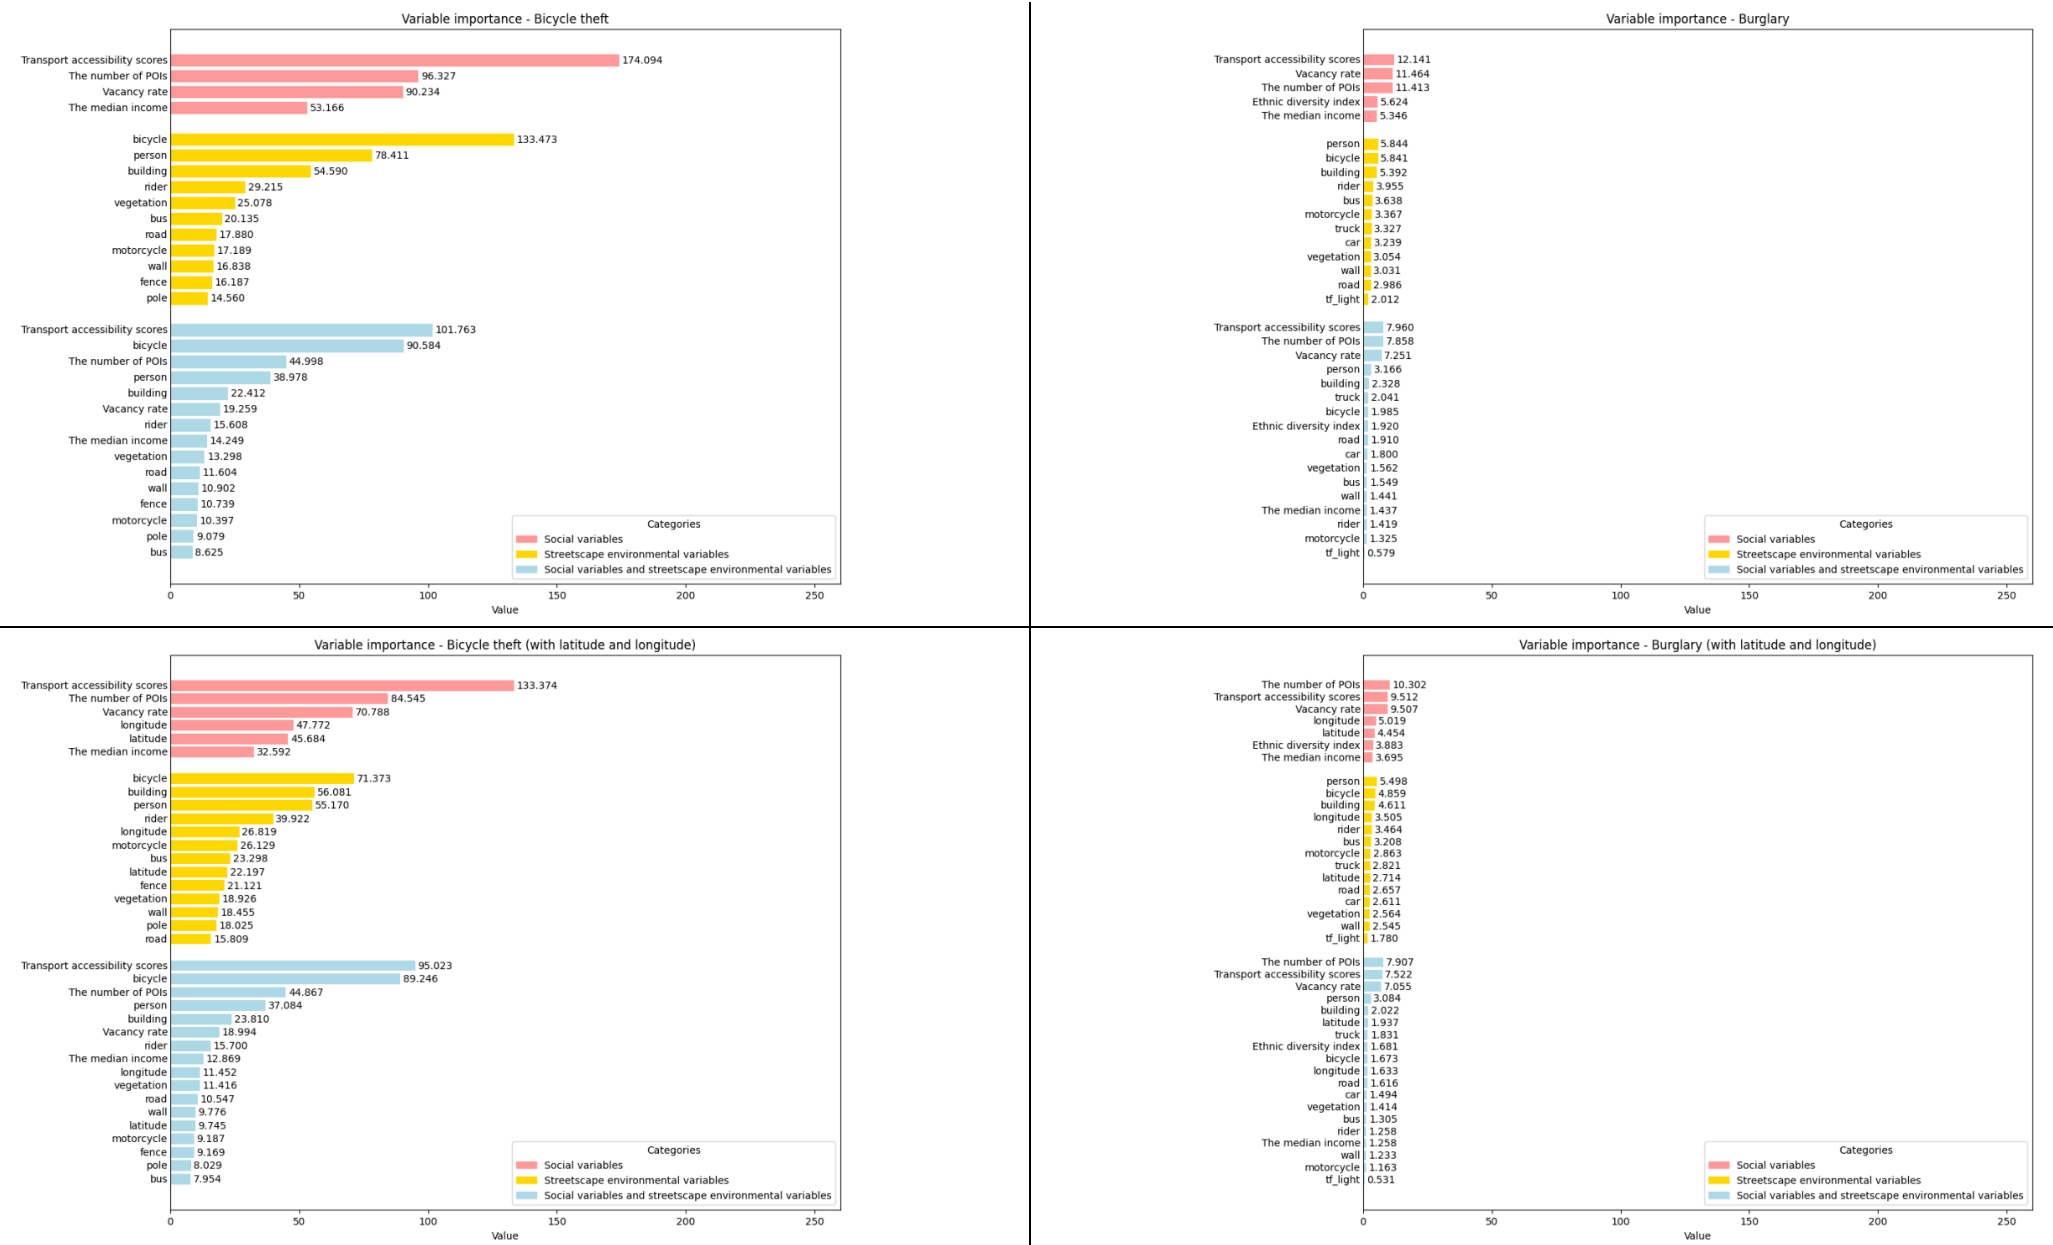 Variable importance - Bicycle theft
Transport accessibility scores 174.094
The number of POIs 96.327
Vacancy rate 90.234
The median income 53.166
bicycle 133.473
person 78.411
building 54.590
rider 29.215
vegetation 25.078
bus 20.135
road 17.880
motorcycle 17.189
wall 16.838
fence 16.187
pole 14.560
Transport accessibility scores 101.763
bicycle 90.584
The number of POIs 44.998
person 38.978
building 22.412
Vacancy rate 19.259
rider 15.608
The median income 14.249
vegetation 13.298
road 11.604
wall 10.902
fence 10.739
motorcycle 10.397
pole 9.079
bus 8.625
Categories
Social variables
Streetscape environmental variables
Social variables and streetscape environmental variables
0 50 100 150 200 250
Value
Variable importance - Burglary
Transport accessibility scores 12.141
Vacancy rate 11.464
The number of POIs 11.413
Ethnic diversity index 5.624
The median income 5.346
person 5.844
bicycle 5.841
building 5.392
rider 3.955
bus 3.638
motorcycle 3.367
truck 3.327
car 3.239
vegetation 3.054
wall 3.031
road 2.986
tf_light 2.012
Transport accessibility scores 7.960
The number of POIs 7.858
Vacancy rate 7.251
person 3.166
building 2.328
truck 2.041
bicycle 1.985
Ethnic diversity index 1.920
road 1.910
car 1.800
vegetation 1.562
bus 1.549
wall 1.441
The median income 1.437
rider 1.419
motorcycle 1.325
tf_light 0.579
Categories
Social variables
Streetscape environmental variables
Social variables and streetscape environmental variables
0 50 100 150 200 250
Value
Variable importance - Bicycle theft (with latitude and longitude)
Transport accessibility scores 133.374
The number of POIs 84.545
Vacancy rate 70.788
longitude 47.772
latitude 45.684
The median income 32.592
bicycle 71.373
building 56.081
person 55.170
rider 39.922
longitude 26.819
motorcycle 26.129
bus 23.298
latitude 22.197
fence 21.121
vegetation 18.926
wall 18.455
pole 18.025
road 15.809
Transport accessibility scores 95.023
bicycle 89.246
The number of POIs 44.867
person 37.084
building 23.810
Vacancy rate 18.994
rider 15.700
The median income 12.869
longitude 11.452
vegetation 11.416
road 10.547
wall 9.776
latitude 9.745
motorcycle 9.187
fence 9.169
pole 8.029
bus 7.954
Categories
Social variables
Streetscape environmental variables
Social variables and streetscape environmental variables
0 50 100 150 200 250
Value
Variable importance - Burglary (with latitude and longitude)
The number of POIs 10.302
Transport accessibility scores 9.512
Vacancy rate 9.507
longitude 5.019
latitude 4.454
Ethnic diversity index 3.883
The median income 3.695
person 5.498
bicycle 4.859
building 4.611
longitude 3.505
rider 3.464
bus 3.208
motorcycle 2.863
truck 2.821
latitude 2.714
road 2.657
car 2.611
vegetation 2.564
wall 2.545
tf_light 1.780
The number of POIs 7.907
Transport accessibility scores 7.522
Vacancy rate 7.055
person 3.084
building 2.022
latitude 1.937
truck 1.831
Ethnic diversity index 1.681
bicycle 1.673
longitude 1.633
road 1.616
car 1.494
vegetation 1.414
bus 1.305
rider 1.258
The median income 1.258
wall 1.233
motorcycle 1.163
tf_light 0.531
Categories
Social variables
Streetscape environmental variables
Social variables and streetscape environmental variables
0 50 100 150 200 250
Value